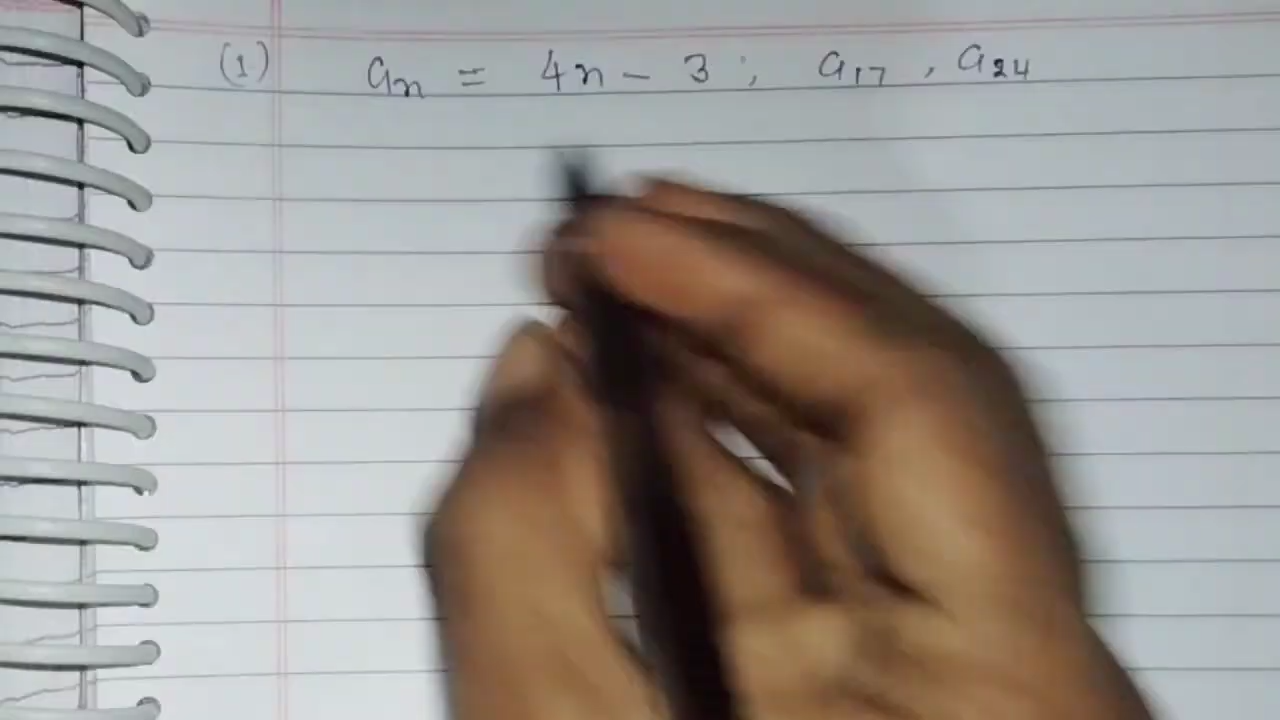 (1) aₙ = 4n - 3 ; a₁₇ , a₂₄